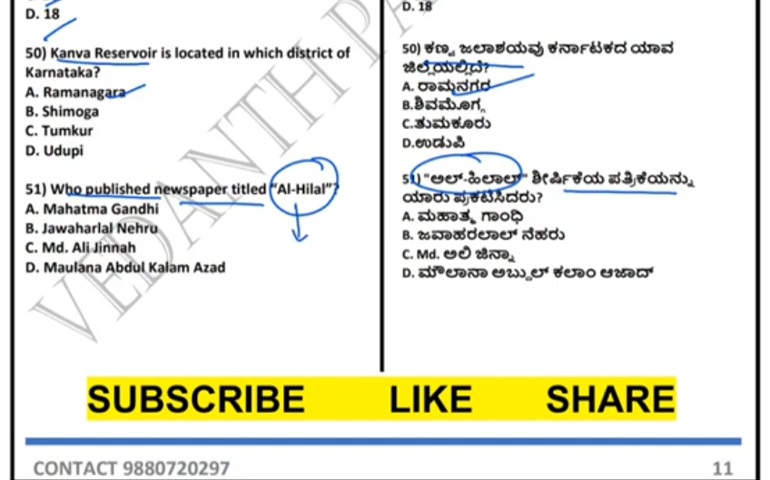 D. 18
50) Kanva Reservoir is located in which district of
Karnataka?
A. Ramanagara
B. Shimoga
C. Tumkur
D. Udupi
51) Who published newspaper titled “Al-Hilal”?
A. Mahatma Gandhi
B. Jawaharlal Nehru
C. Md. Ali Jinnah
D. Maulana Abdul Kalam Azad
D. 18
50) ಕಣ್ವ ಜಲಾಶಯವು ಕರ್ನಾಟಕದ ಯಾವ
ಜಿಲ್ಲೆಯಲ್ಲಿದೆ?
A. ರಾಮನಗರ
B.ಶಿವಮೊಗ್ಗ
C.ತುಮಕೂರು
D.ಉಡುಪಿ
51) "ಅಲ್-ಹಿಲಾಲ್" ಶೀರ್ಷಿಕೆಯ ಪತ್ರಿಕೆಯನ್ನು
ಯಾರು ಪ್ರಕಟಿಸಿದರು?
A. ಮಹಾತ್ಮ ಗಾಂಧಿ
B. ಜವಾಹರಲಾಲ್ ನೆಹರು
C. Md. ಅಲಿ ಜಿನ್ನಾ
D. ಮೌಲಾನಾ ಅಬ್ದುಲ್ ಕಲಾಂ ಆಜಾದ್
VEDANTH
SUBSCRIBE LIKE SHARE
CONTACT 9880720297 11